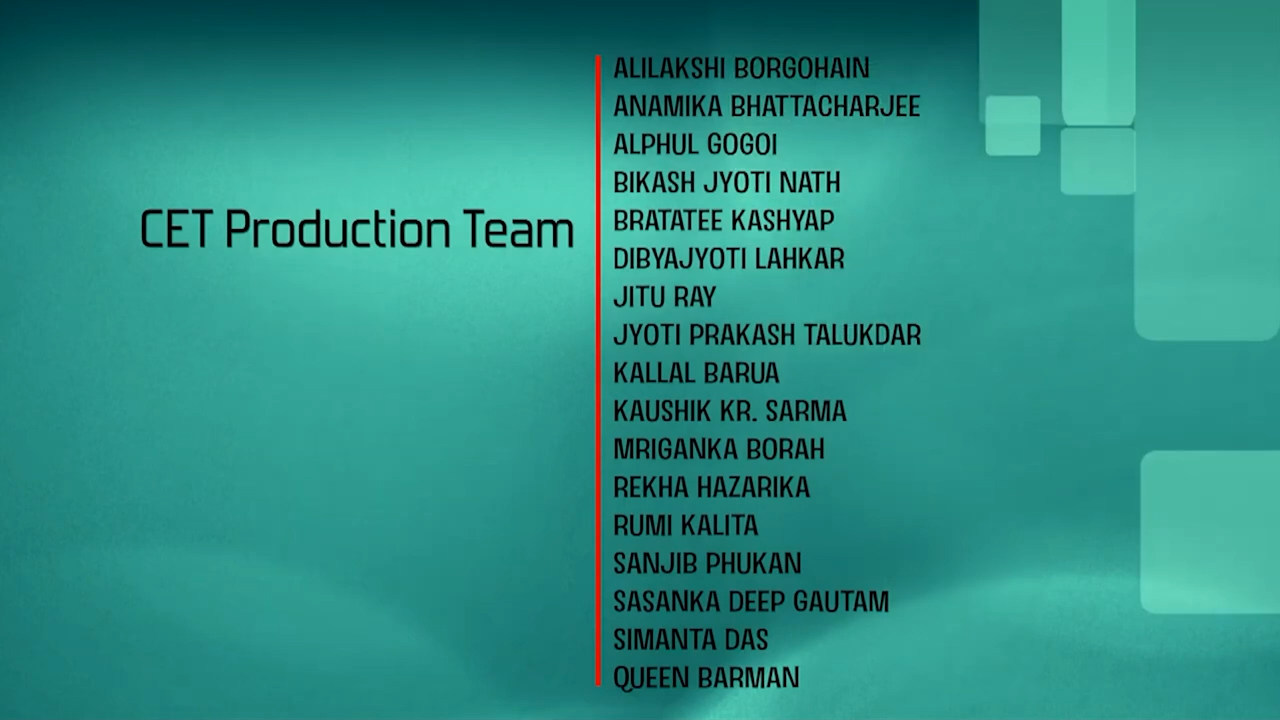 CET Production Team
ALILAKSHI BORGOHAIN
ANAMIKA BHATTACHARJEE
ALPHUL GOGOI
BIKASH JYOTI NATH
BRATATEE KASHYAP
DIBYAJYOTI LAHKAR
JITU RAY
JYOTI PRAKASH TALUKDAR
KALLAL BARUA
KAUSHIK KR. SARMA
MRIGANKA BORAH
REKHA HAZARIKA
RUMI KALITA
SANJIB PHUKAN
SASANKA DEEP GAUTAM
SIMANTA DAS
QUEEN BARMAN